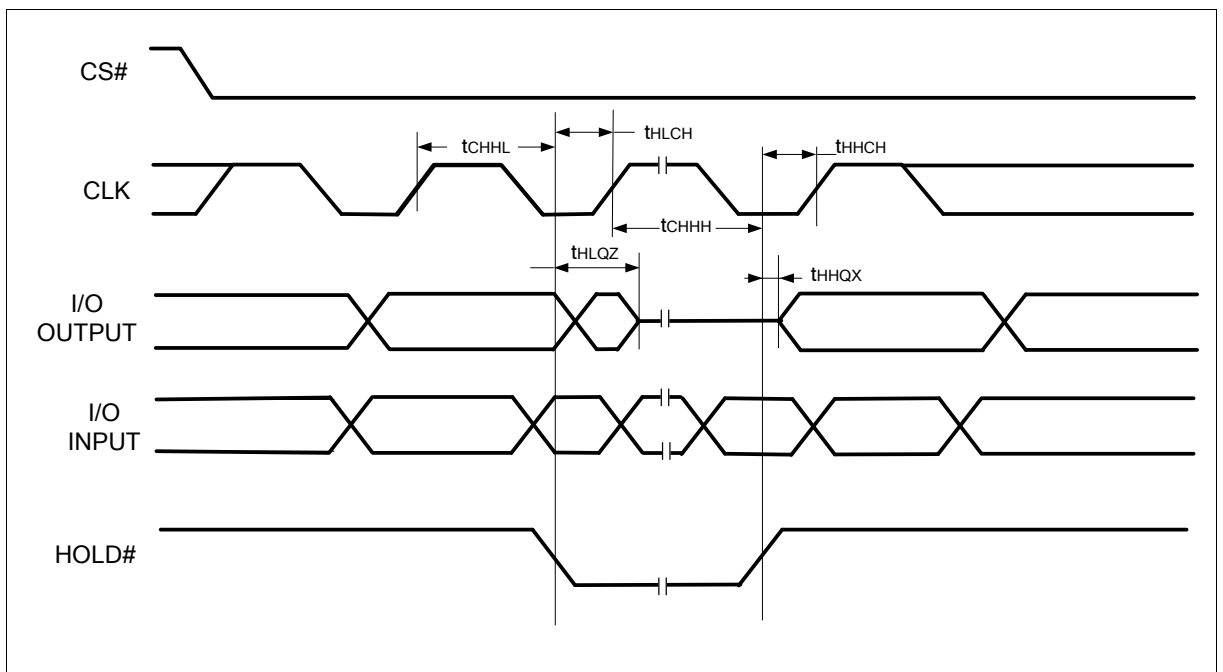 CS#
tCHHL
tHLCH
tHHCH
CLK
tCHHH
tHLQZ
tHHQX
I/O
OUTPUT
I/O
INPUT
HOLD#